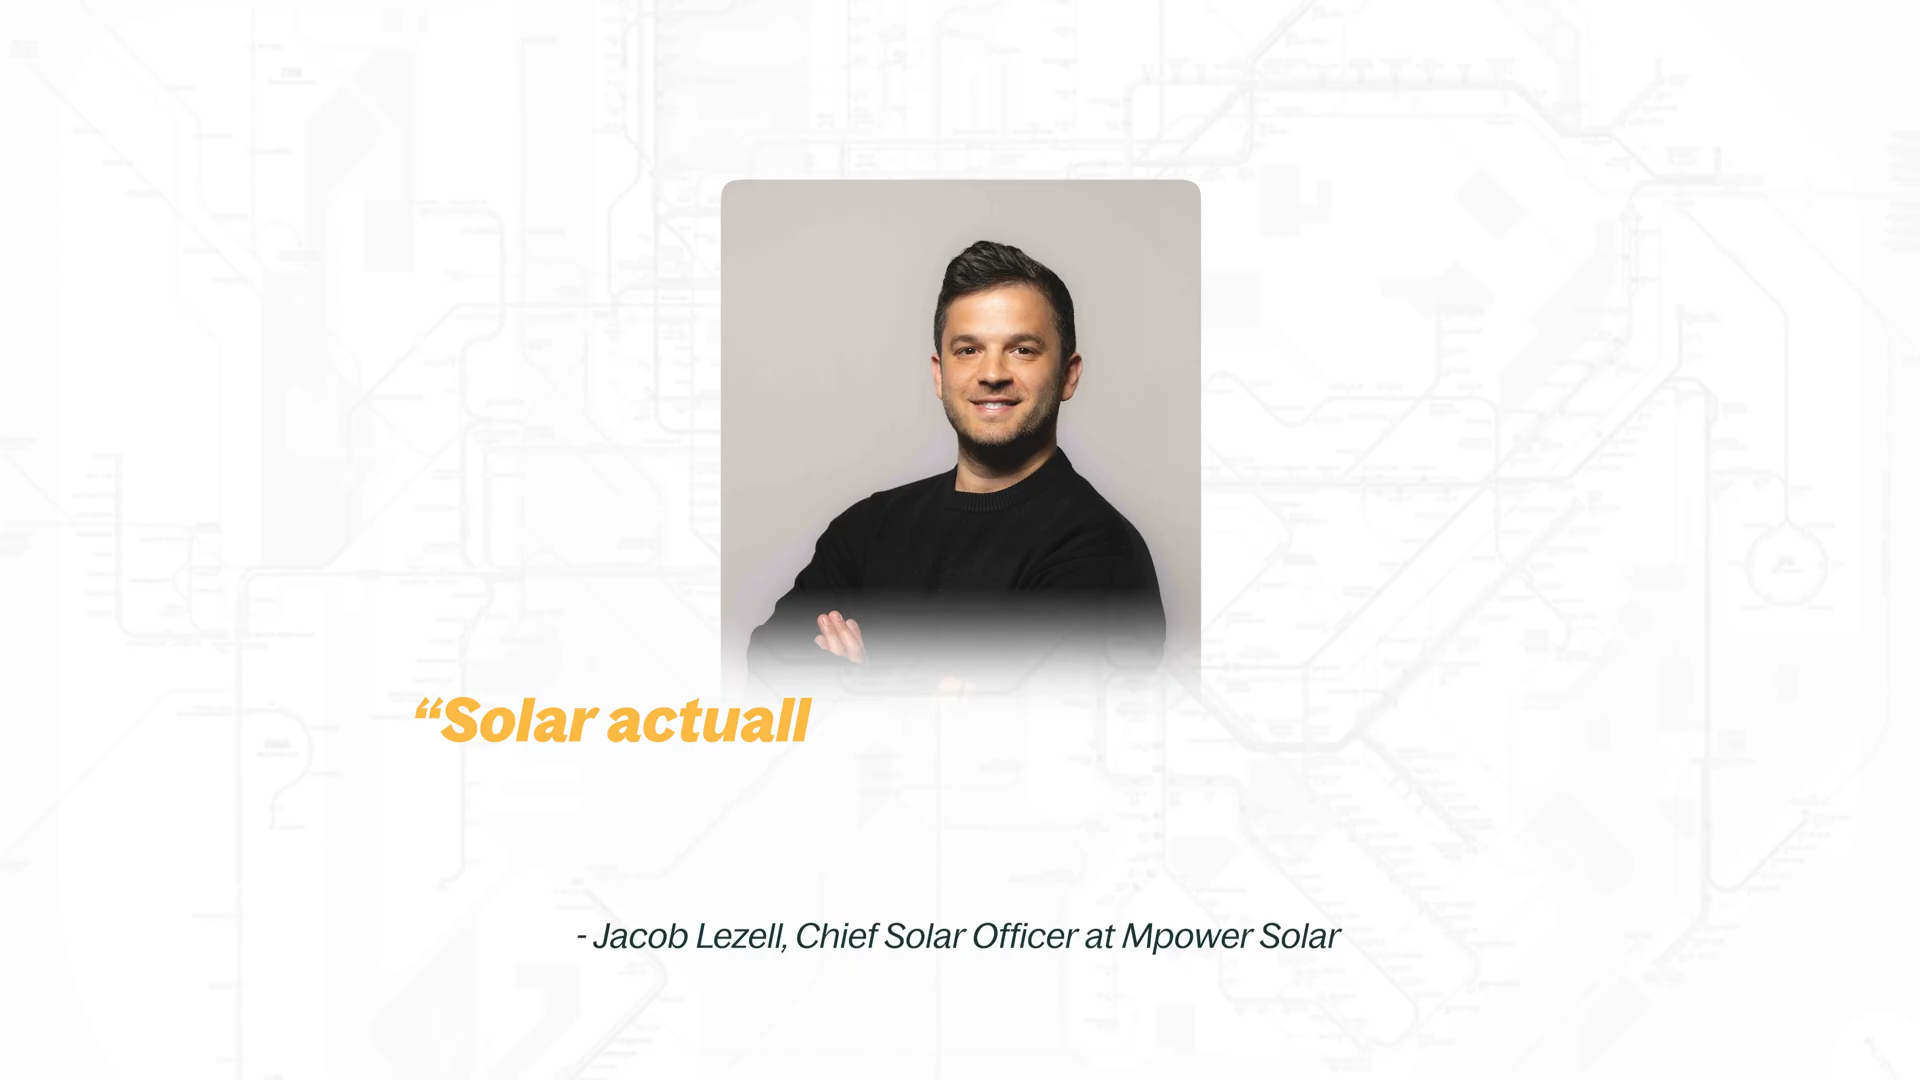 “Solar actuall
- Jacob Lezell, Chief Solar Officer at Mpower Solar